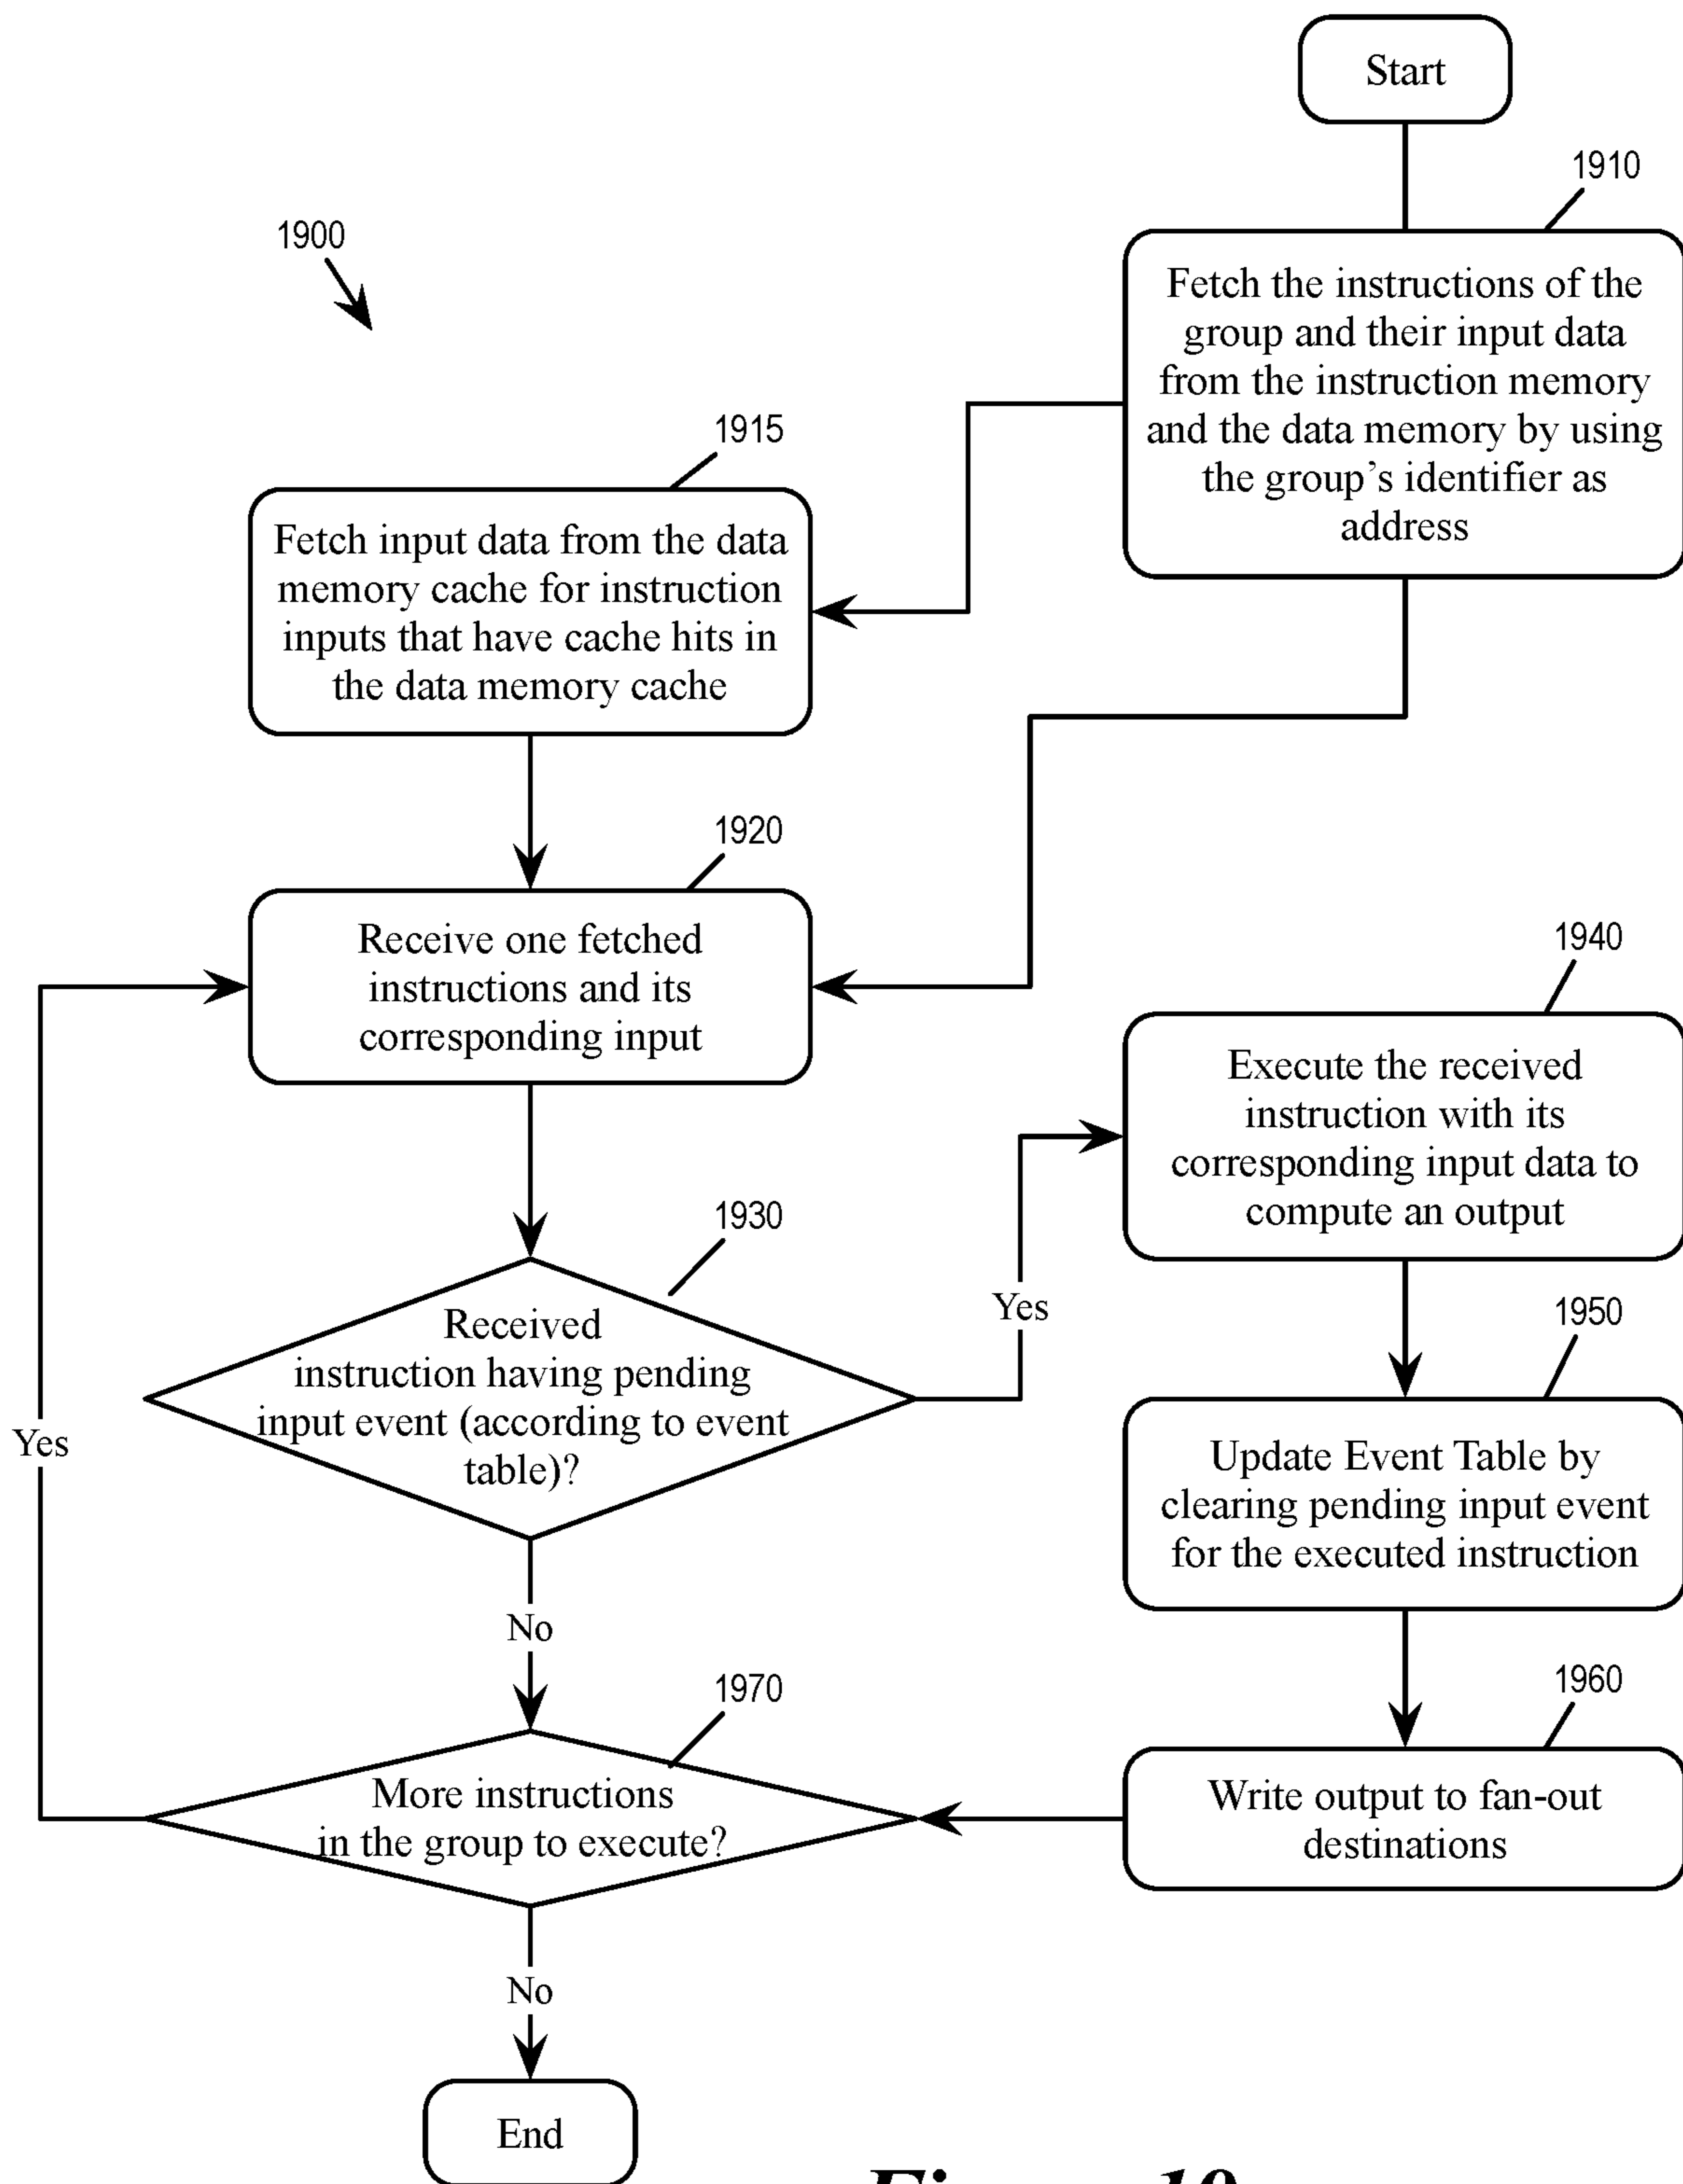 Start
1910
1900
Fetch the instructions of the
group and their input data
from the instruction memory
and the data memory by using
the group's identifier as
address
1915
Fetch input data from the data
memory cache for instruction
inputs that have cache hits in
the data memory cache
1920
Receive one fetched
instructions and its
corresponding input
1940
Execute the received
instruction with its
corresponding input data to
compute an output
1930
Received
instruction having pending
input event (according to event
table)?
Yes
1950
Update Event Table by
clearing pending input event
for the executed instruction
Yes
No
1960
Write output to fan-out
destinations
1970
More instructions
in the group to execute?
No
End